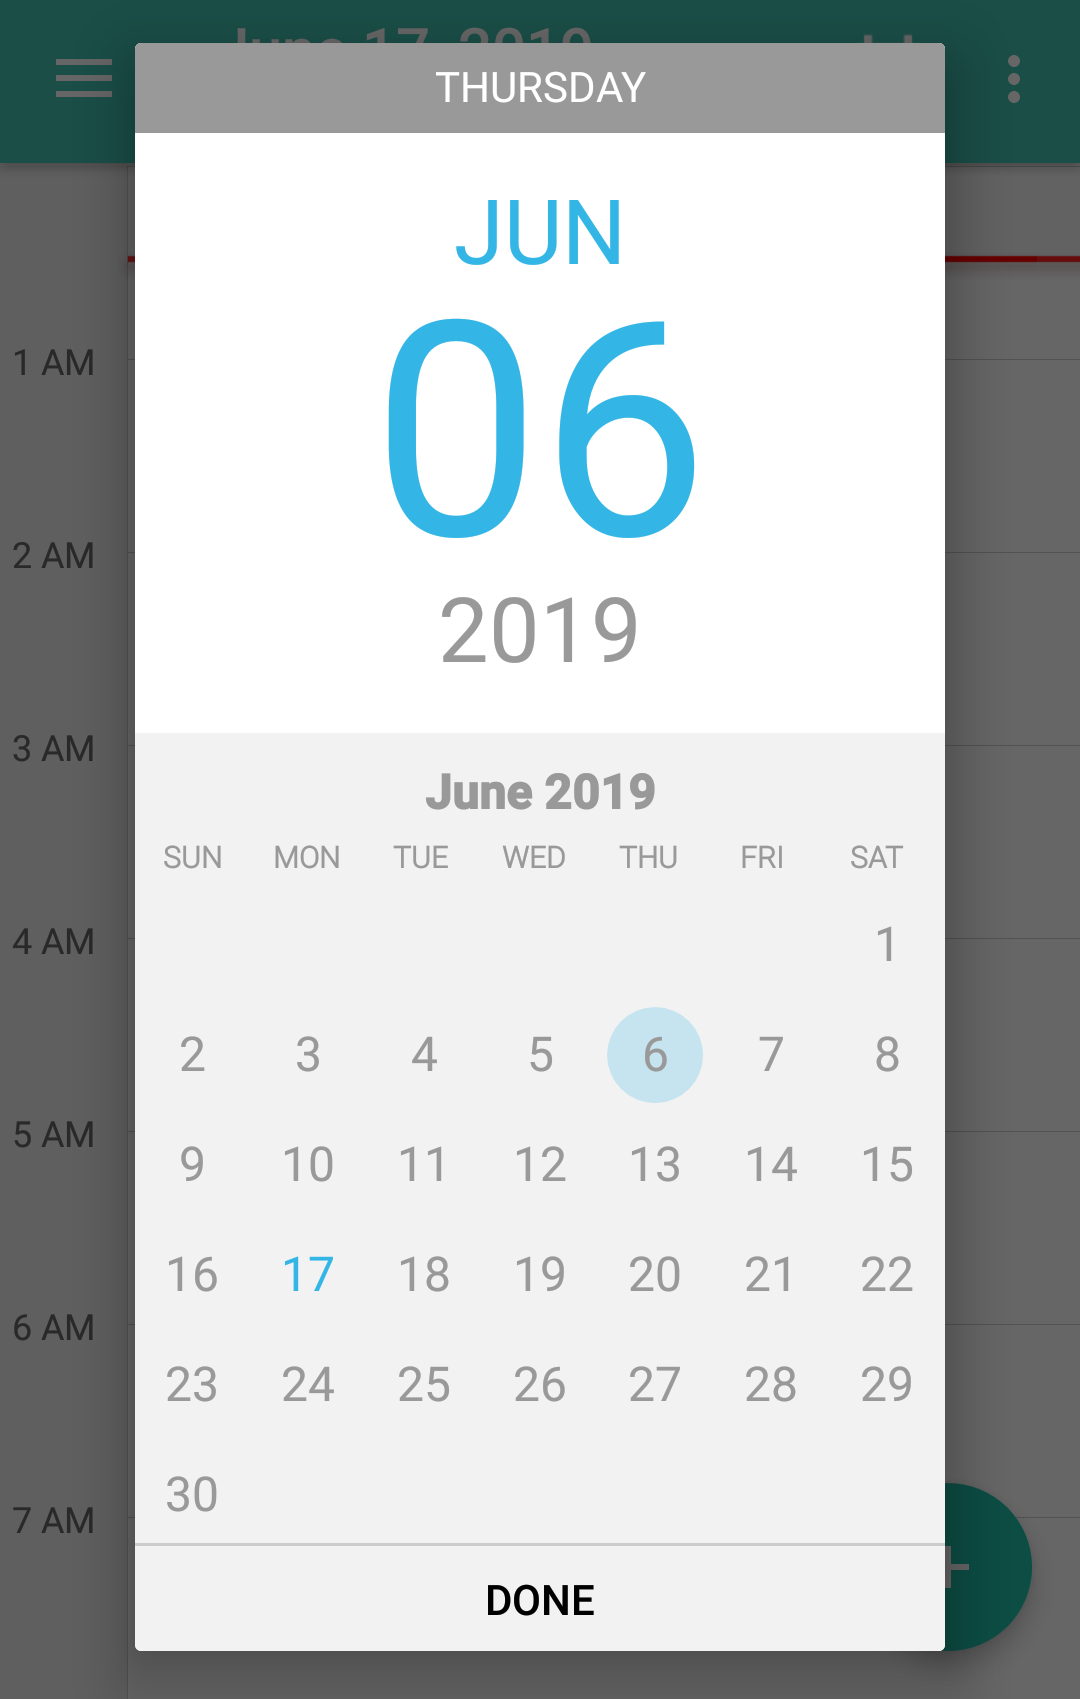 June 17, 2019
THURSDAY
JUN
06
2019
June 2019
SUN MON TUE WED THU FRI SAT
1
2 3 4 5 6 7 8
9 10 11 12 13 14 15
16 17 18 19 20 21 22
23 24 25 26 27 28 29
30
DONE
1 AM
2 AM
3 AM
4 AM
5 AM
6 AM
7 AM